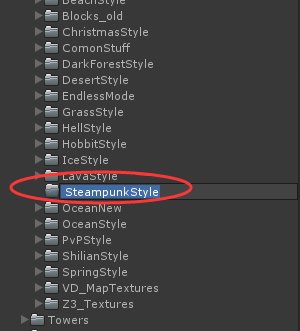 BeachStyle
Blocks_old
ChristmasStyle
ComonStuff
DarkForestStyle
DesertStyle
EndlessMode
GrassStyle
HellStyle
HobbitStyle
IceStyle
LavaStyle
SteampunkStyle
OceanNew
OceanStyle
PvPStyle
ShilianStyle
SpringStyle
VD_MapTextures
Z3_Textures
Towers